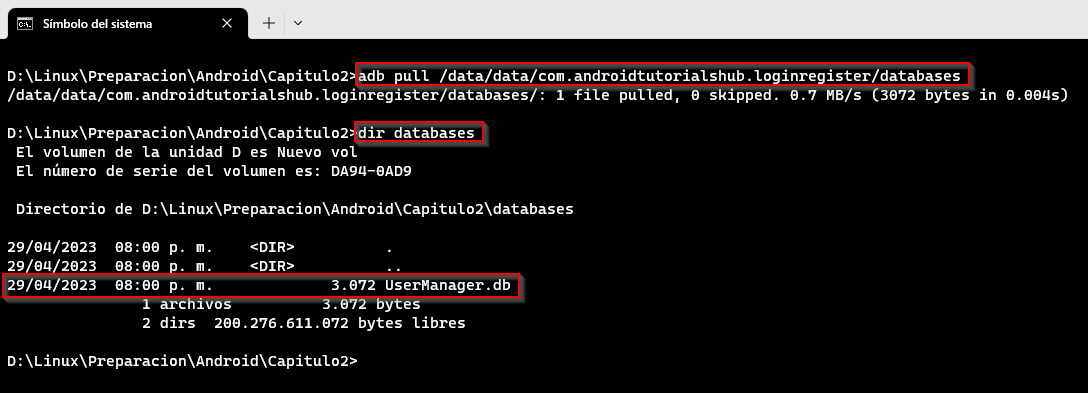 Símbolo del sistema
D:\Linux\Preparacion\Android\Capitulo2>adb pull /data/data/com.androidtutorialshub.loginregister/databases
/data/data/com.androidtutorialshub.loginregister/databases/: 1 file pulled, 0 skipped. 0.7 MB/s (3072 bytes in 0.004s)
D:\Linux\Preparacion\Android\Capitulo2>dir databases
El volumen de la unidad D es Nuevo vol
El número de serie del volumen es: DA94-0AD9
Directorio de D:\Linux\Preparacion\Android\Capitulo2\databases
29/04/2023  08:00 p. m.    <DIR>          .
29/04/2023  08:00 p. m.    <DIR>          ..
29/04/2023  08:00 p. m.             3.072 UserManager.db
1 archivos          3.072 bytes
2 dirs  200.276.611.072 bytes libres
D:\Linux\Preparacion\Android\Capitulo2>